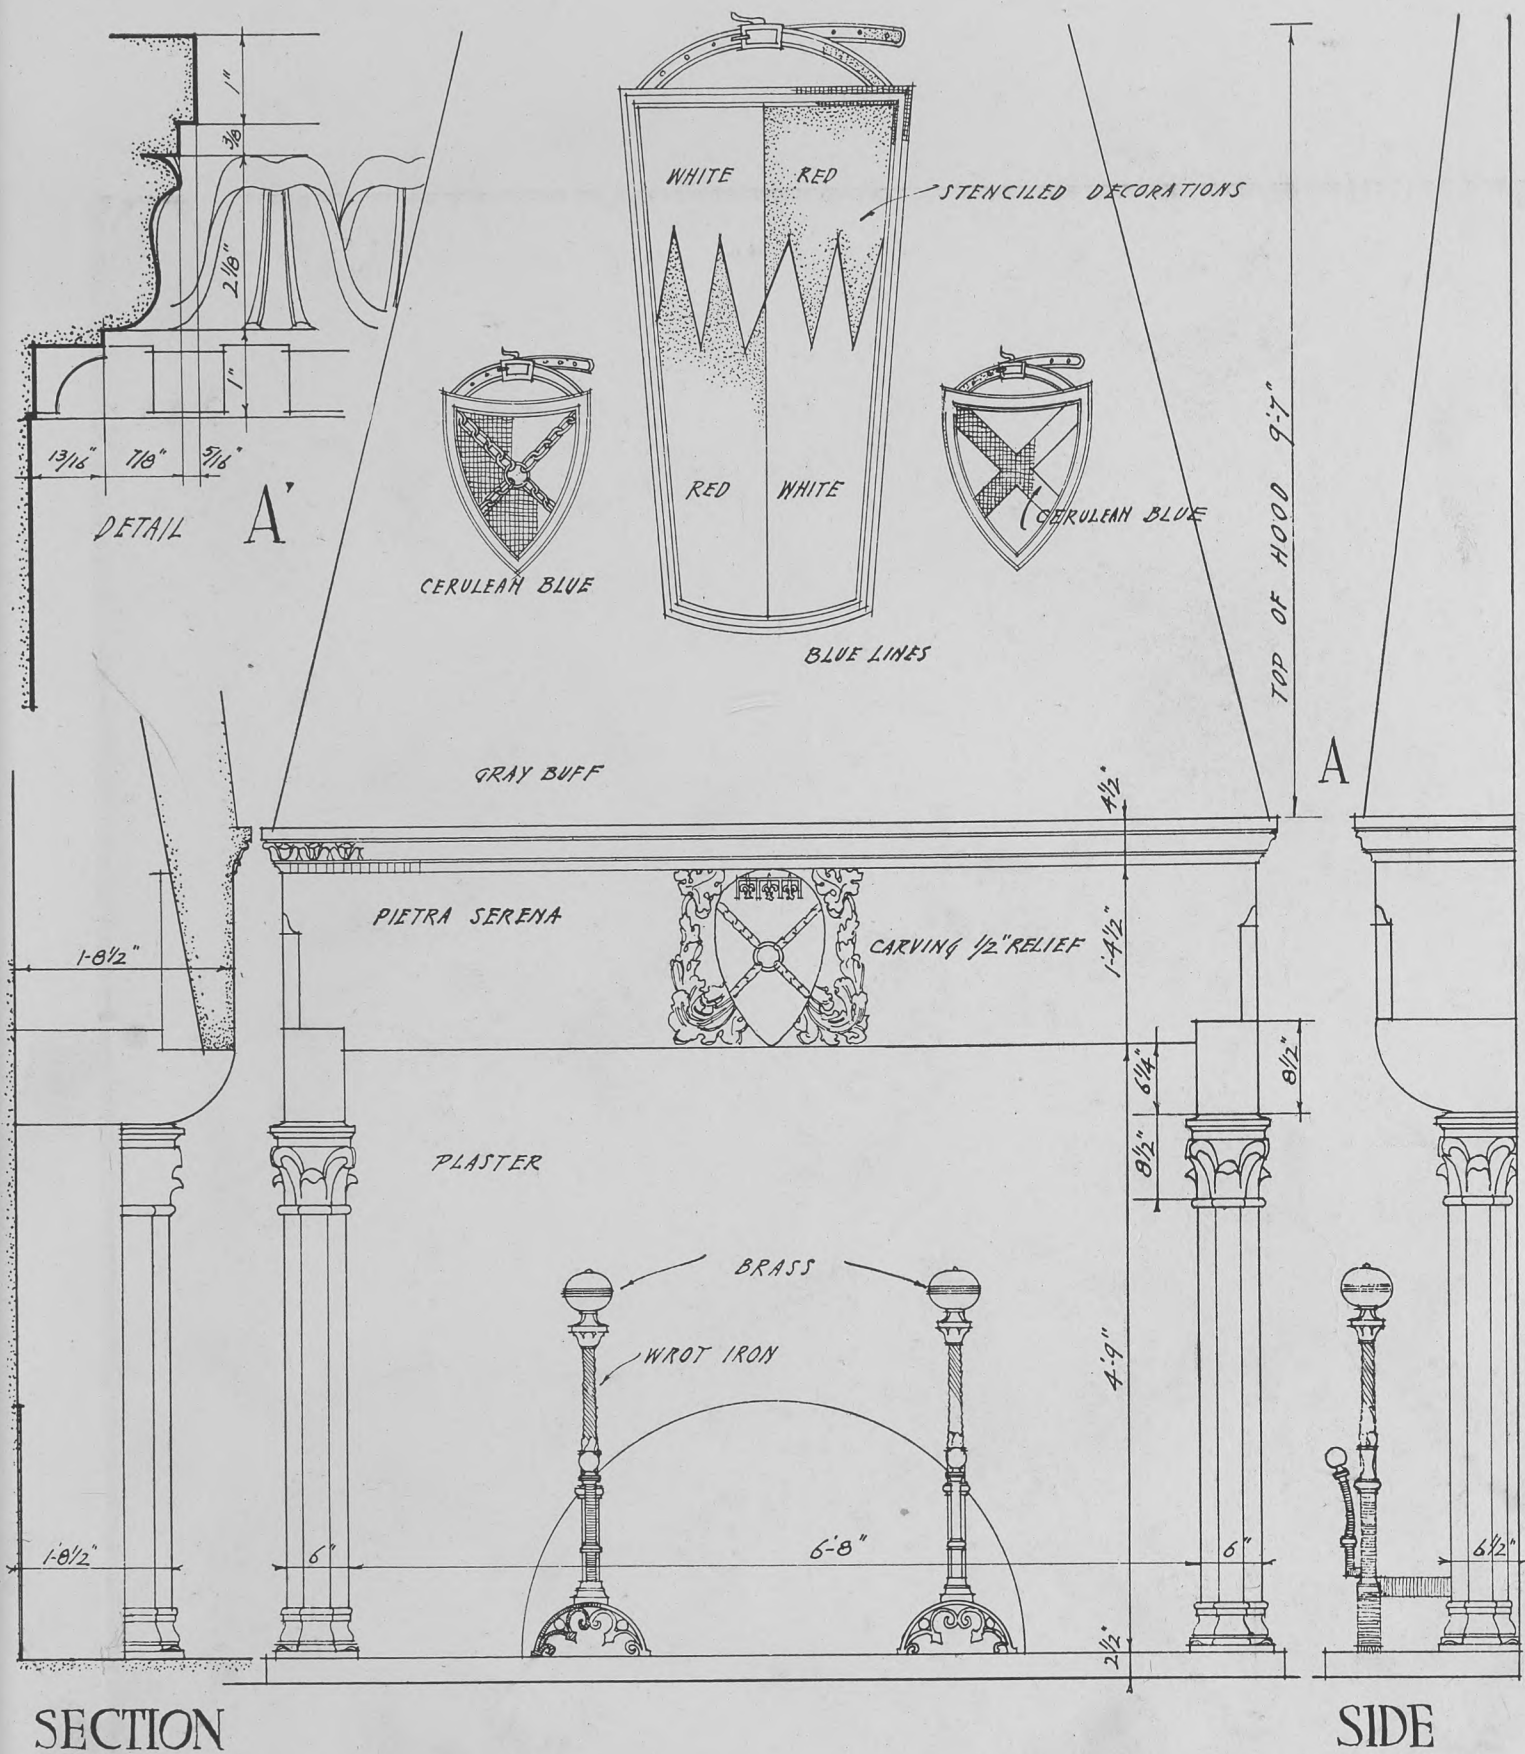 1"
3/8
2 1/8"
1"
13/16"
7/8"
5/16"
DETAIL A'
WHITE
RED
STENCILED DECORATIONS
RED
WHITE
CERULEAN BLUE
CERULEAN BLUE
BLUE LINES
TOP OF HOOD 9'-7"
GRAY BUFF
A
4 1/2"
PIETRA SERENA
CARVING 1/2" RELIEF
1'-4 1/2"
1-8 1/2"
6 1/4"
8 1/2"
8 1/2"
PLASTER
BRASS
WROT IRON
4'-9"
1'-8 1/2"
6"
6'-8"
6"
6 1/2"
2 1/2"
SECTION
SIDE